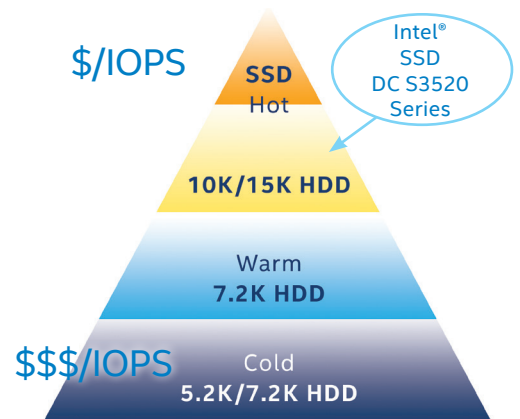 $/IOPS
SSD
Hot
Intel®
SSD
DC S3520
Series
10K/15K HDD
Warm
7.2K HDD
$$$/IOPS
Cold
5.2K/7.2K HDD